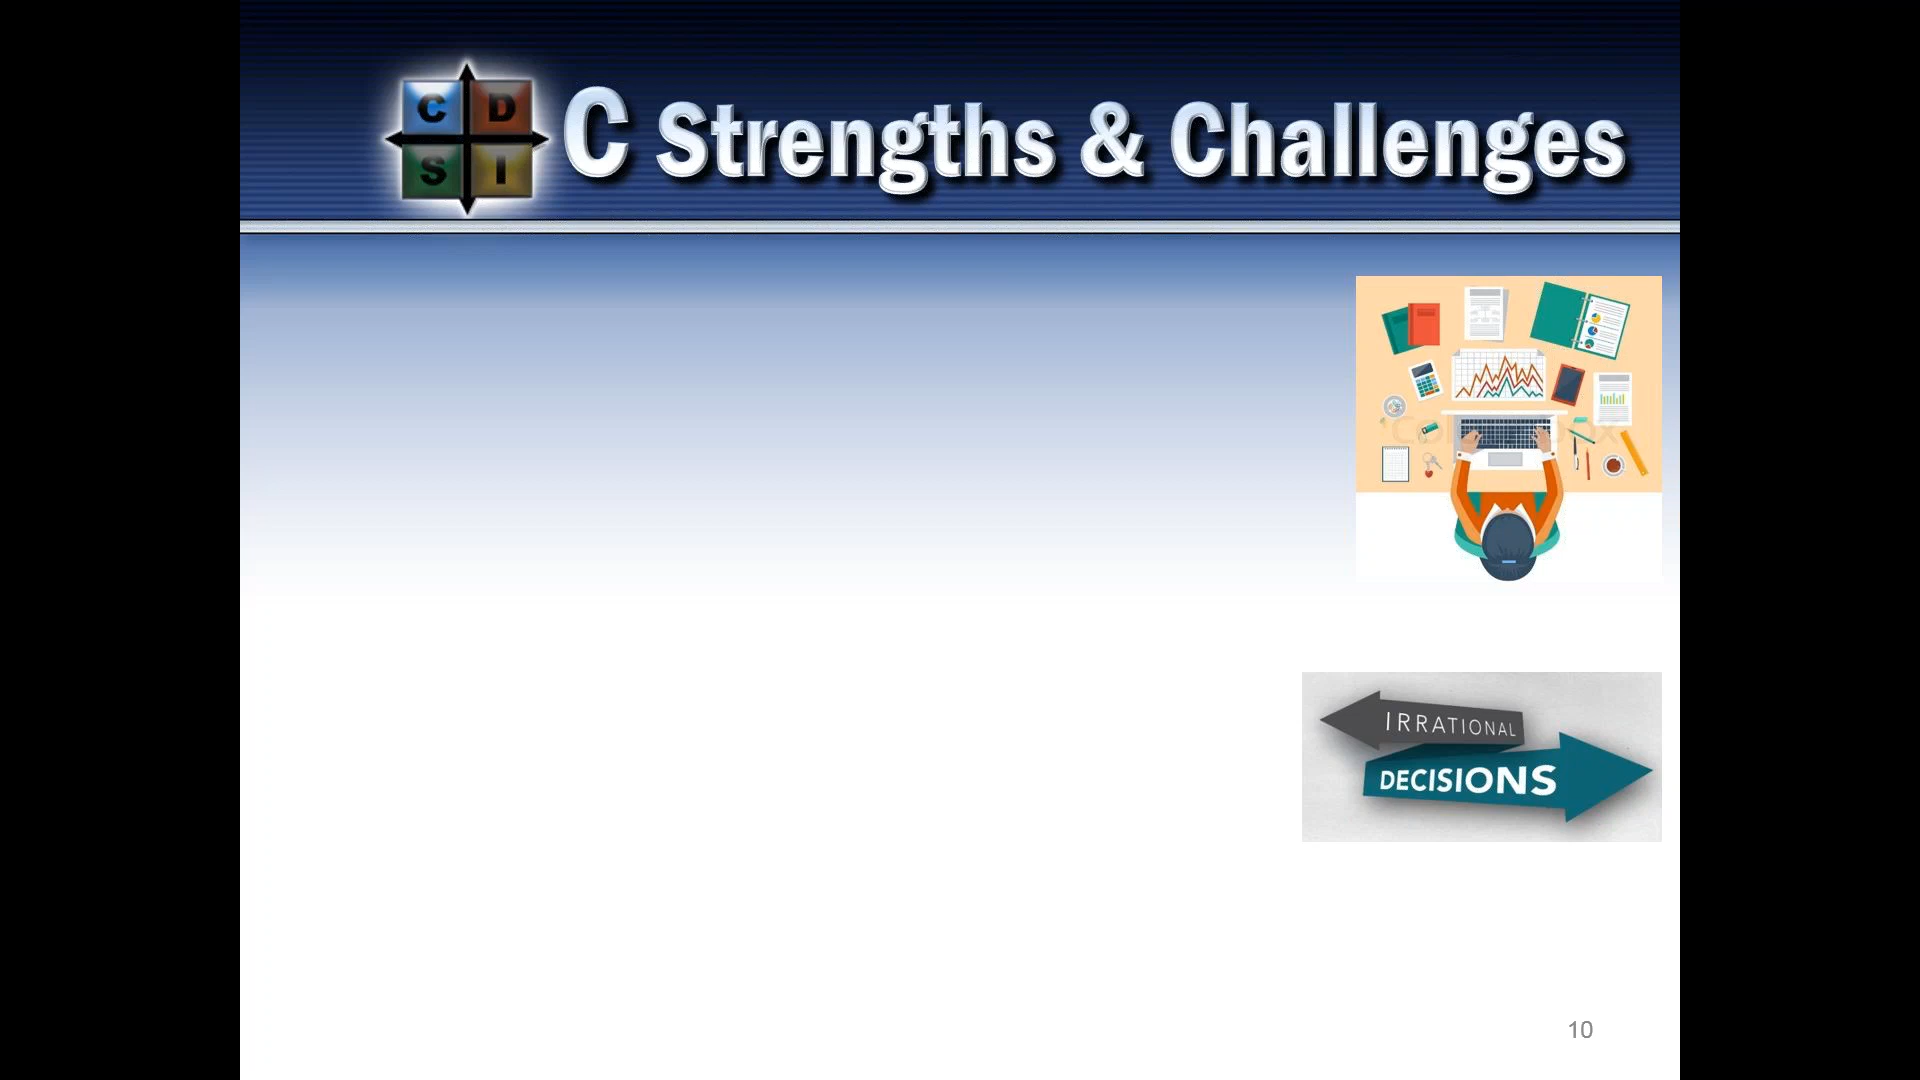 C D
S I
C Strengths & Challenges
IRRATIONAL
DECISIONS
10